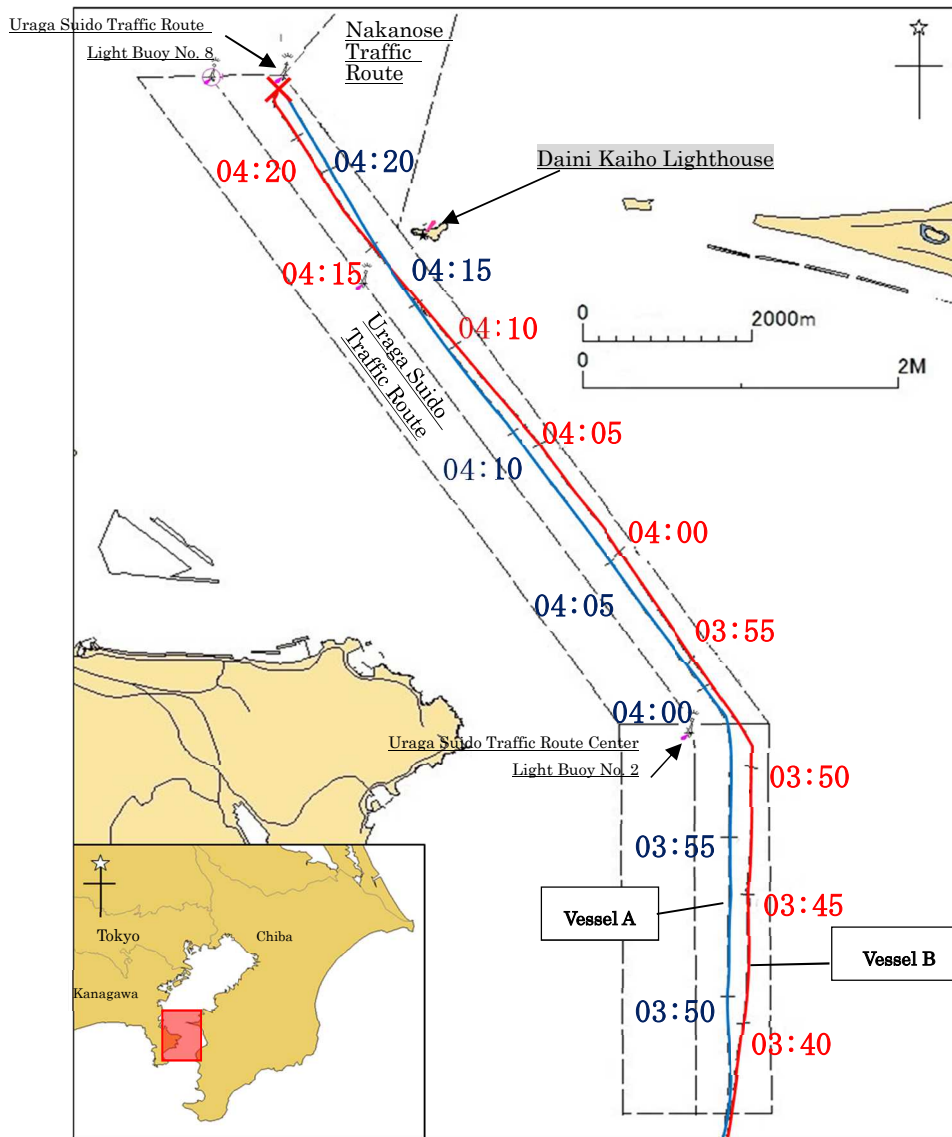 Uraga Suido Traffic Route
Light Buoy No. 8
Nakanose
Traffic
Route
04:20
04:20
Daini Kaiho Lighthouse
04:15
04:15
0
2000m
04:10
0
2M
Uraga Suido
Traffic Route
04:05
04:10
04:00
04:05
03:55
04:00
Uraga Suido Traffic Route Center
Light Buoy No. 2
03:50
03:55
Vessel A
03:45
Vessel B
03:50
03:40
Tokyo
Chiba
Kanagawa